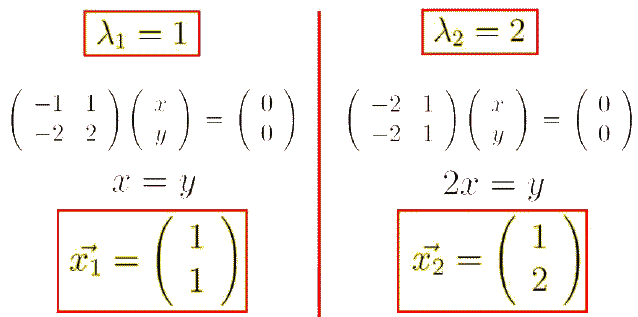 λ₁ = 1
( −1 1 ; −2 2 ) ( x ; y ) = ( 0 ; 0 )
x = y
x⃗₁ = ( 1 ; 1 )
λ₂ = 2
( −2 1 ; −2 1 ) ( x ; y ) = ( 0 ; 0 )
2x = y
x⃗₂ = ( 1 ; 2 )